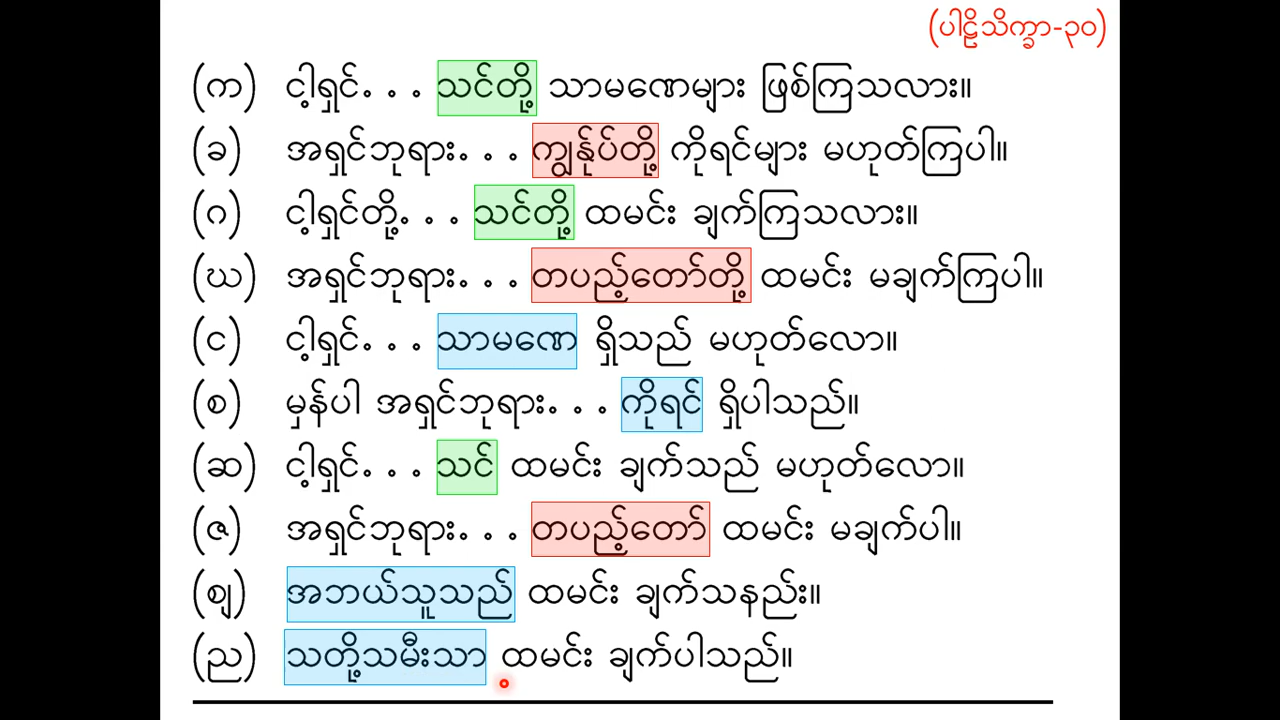 (ပါဠိသိက္ခာ-၃၀)
(က) ငါ့ရှင်. . . သင်တို့ သာမဏေများ ဖြစ်ကြသလား။
(ခ) အရှင်ဘုရား. . . ကျွန်ုပ်တို့ ကိုရင်များ မဟုတ်ကြပါ။
(ဂ) ငါ့ရှင်တို့. . . သင်တို့ ထမင်း ချက်ကြသလား။
(ဃ) အရှင်ဘုရား. . . တပည့်တော်တို့ ထမင်း မချက်ကြပါ။
(င) ငါ့ရှင်. . . သာမဏေ ရှိသည် မဟုတ်လော။
(စ) မှန်ပါ အရှင်ဘုရား. . . ကိုရင် ရှိပါသည်။
(ဆ) ငါ့ရှင်. . . သင် ထမင်း ချက်သည် မဟုတ်လော။
(ဇ) အရှင်ဘုရား. . . တပည့်တော် ထမင်း မချက်ပါ။
(ဈ) အဘယ်သူသည် ထမင်း ချက်သနည်း။
(ည) သတို့သမီးသာ ထမင်း ချက်ပါသည်။